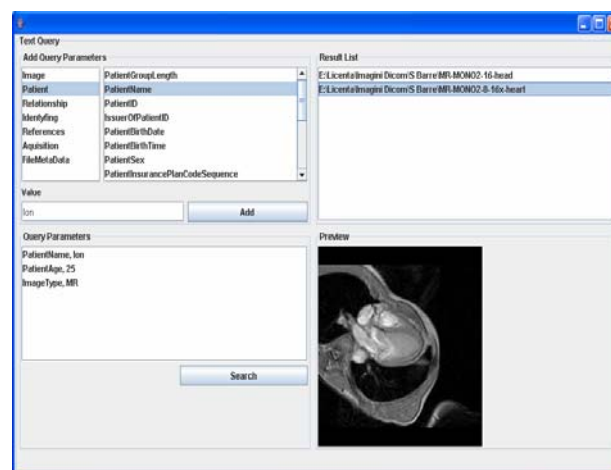 Text Query
Add Query Parameters
Image
Patient
Relationship
Identyfing
References
Aquisition
FileMetaData
PatientGroupLength
PatientName
PatientID
IssuerOfPatientID
PatientBirthDate
PatientBirthTime
PatientSex
PatientInsurancePlanCodeSequence
Value
Ion
Add
Query Parameters
PatientName, Ion
PatientAge, 25
ImageType, MR
Search
Result List
E:\Licenta\Imagini Dicom\S Barre\MR-MONO2-16-head
E:\Licenta\Imagini Dicom\S Barre\MR-MONO2-8-16x-heart
Preview